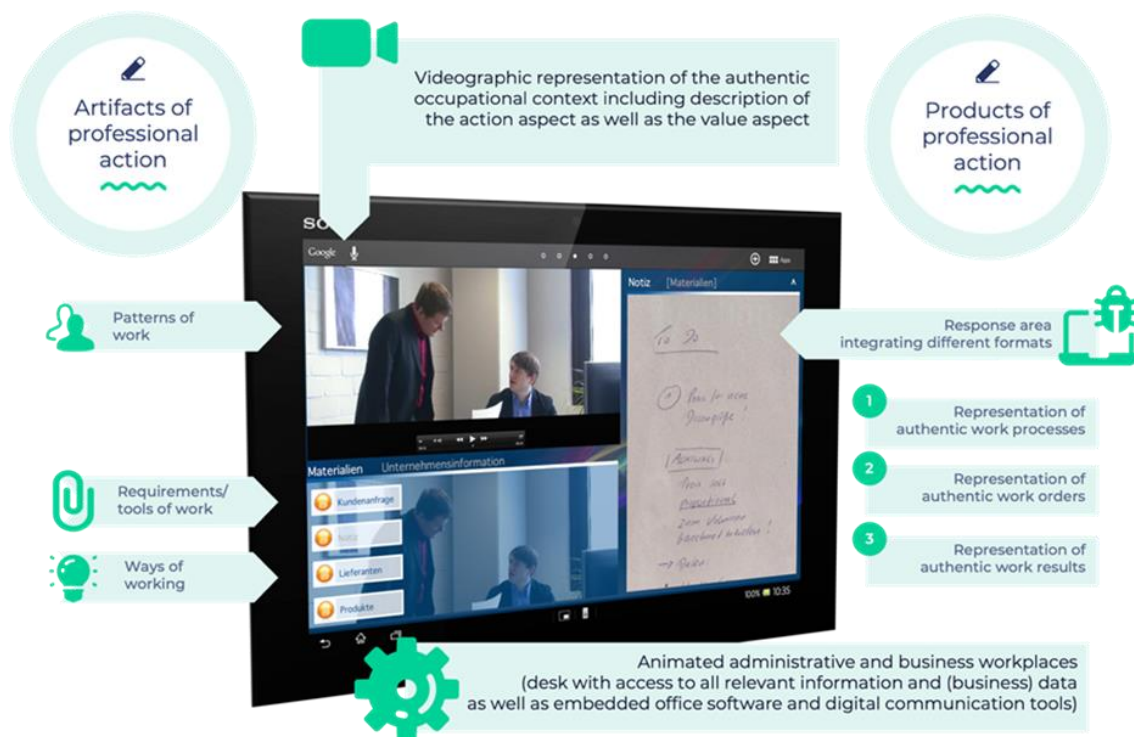 Artifacts of
professional
action
Videographic representation of the authentic
occupational context including description of
the action aspect as well as the value aspect
Products of
professional
action
SO
Google
Apps
Notiz [Materialien]
Patterns of
work
To Do
Response area
integrating different formats
1
Representation of
authentic work processes
Materialien Unternehmensinformation
Requirements/
tools of work
Kundenanfrage
Notiz
2
Representation of
authentic work orders
Ways of
working
Lieferanten
Produkte
3
Representation of
authentic work results
100% 10:35
Animated administrative and business workplaces
(desk with access to all relevant information and (business) data
as well as embedded office software and digital communication tools)